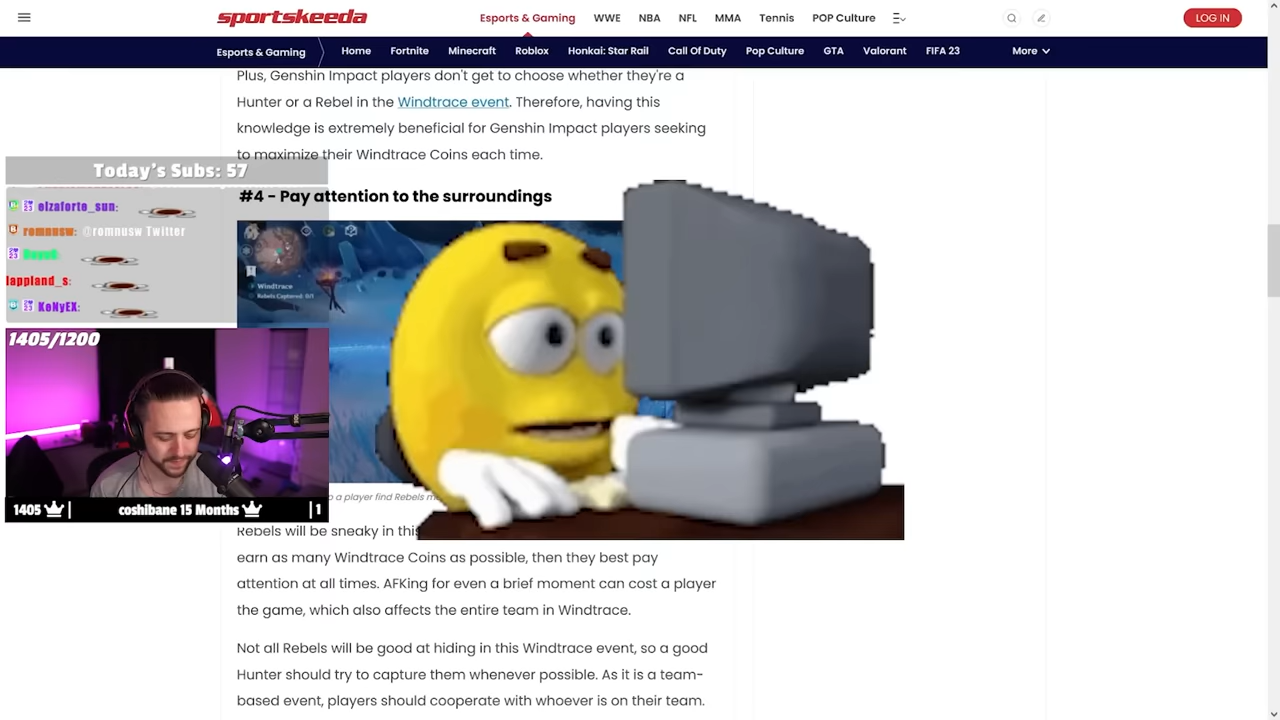 sportskeeda
Esports & Gaming WWE NBA NFL MMA Tennis POP Culture
LOG IN
Esports & Gaming Home Fortnite Minecraft Roblox Honkai: Star Rail Call Of Duty Pop Culture GTA Valorant FIFA 23 More
Plus, Genshin Impact players don't get to choose whether they're a
Hunter or a Rebel in the Windtrace event. Therefore, having this
knowledge is extremely beneficial for Genshin Impact players seeking
to maximize their Windtrace Coins each time.
Today's Subs: 57
elzaforte_sun:
romnusw: @romnusw Twitter
lappland_s:
KoNyEX:
#4 - Pay attention to the surroundings
Windtrace
Rebels Captured: 0/1
1405/1200
1405 | coshibane 15 Months | 1
a player find Rebels
Rebels will be sneaky in this
earn as many Windtrace Coins as possible, then they best pay
attention at all times. AFKing for even a brief moment can cost a player
the game, which also affects the entire team in Windtrace.
Not all Rebels will be good at hiding in this Windtrace event, so a good
Hunter should try to capture them whenever possible. As it is a team-
based event, players should cooperate with whoever is on their team.